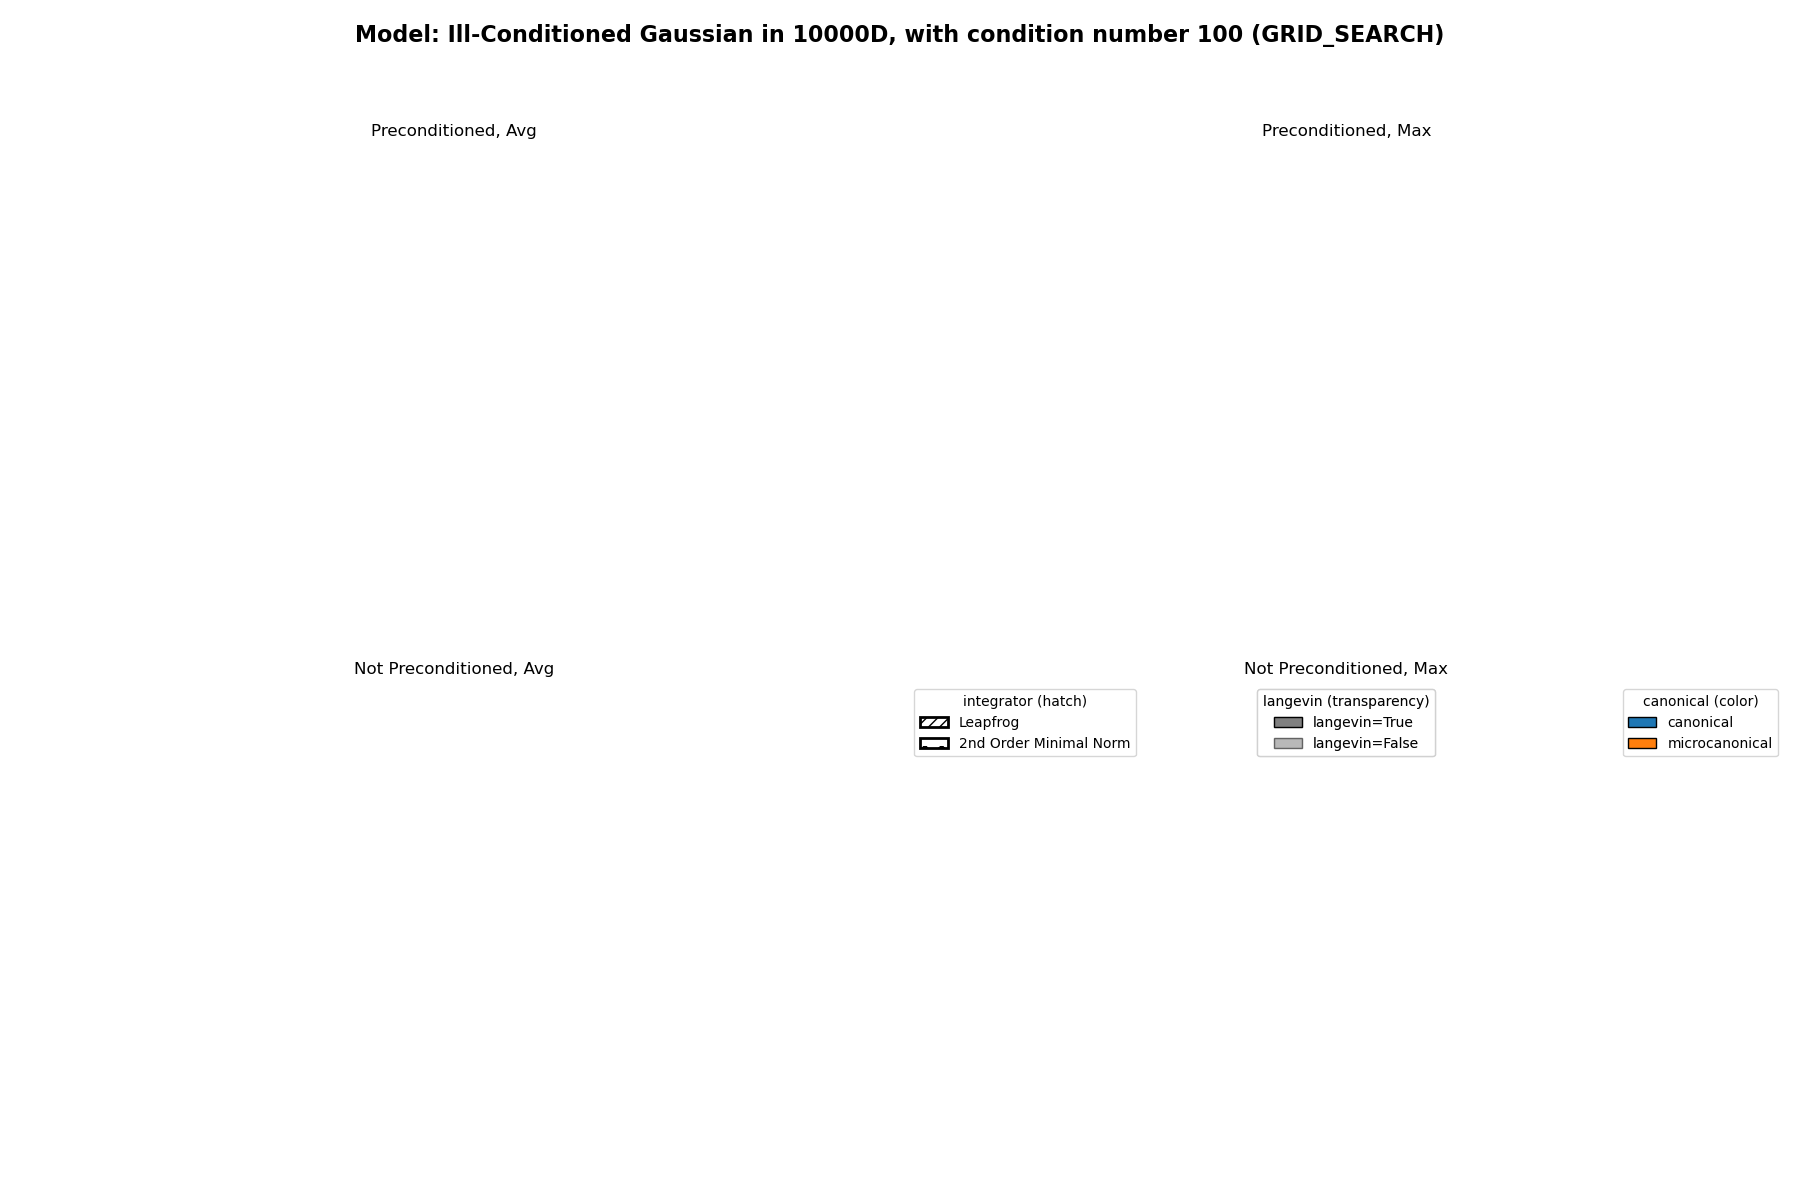 Model: Ill-Conditioned Gaussian in 10000D, with condition number 100 (GRID_SEARCH)
Preconditioned, Avg
Preconditioned, Max
Not Preconditioned, Avg
Not Preconditioned, Max
integrator (hatch)
Leapfrog
2nd Order Minimal Norm
langevin (transparency)
langevin=True
langevin=False
canonical (color)
canonical
microcanonical